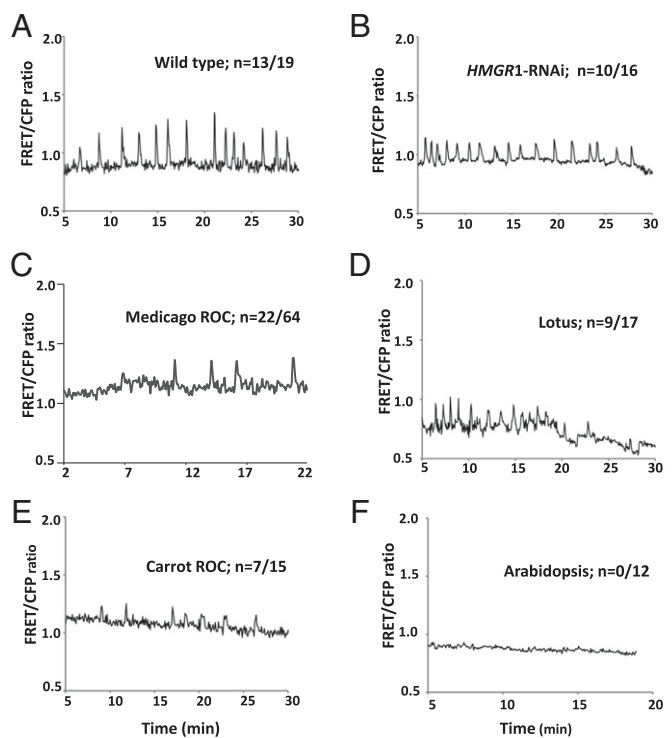 A
FRET/CFP ratio
2.0
1.5
1.0
0.5
Wild type; n=13/19
5 10 15 20 25 30
B
FRET/CFP ratio
2.0
1.5
1.0
0.5
HMGR1-RNAi; n=10/16
5 10 15 20 25 30
C
FRET/CFP ratio
2.0
1.5
1.0
0.5
Medicago ROC; n=22/64
2 7 12 17 22
D
FRET/CFP ratio
2.0
1.5
1.0
0.5
Lotus; n=9/17
5 10 15 20 25 30
E
FRET/CFP ratio
2.0
1.5
1.0
0.5
Carrot ROC; n=7/15
5 10 15 20 25 30
Time (min)
F
FRET/CFP ratio
2.0
1.5
1.0
0.5
Arabidopsis; n=0/12
5 10 15 20
Time (min)